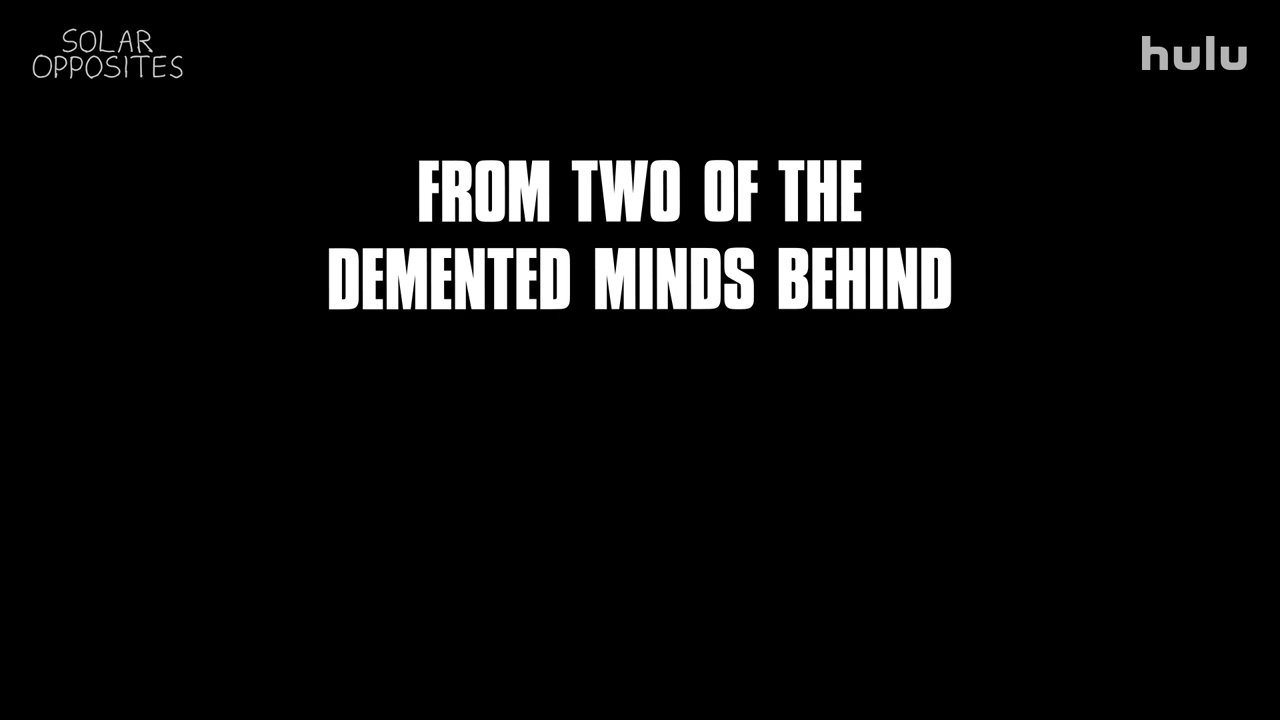 SOLAR
OPPOSITES
hulu
FROM TWO OF THE
DEMENTED MINDS BEHIND